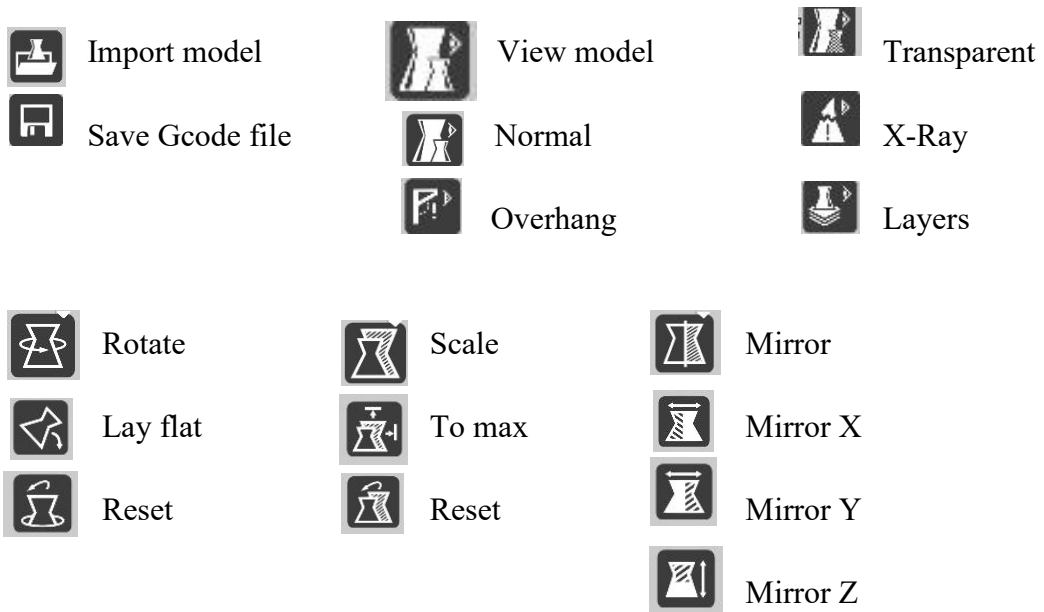 Import model
View model
Transparent
Save Gcode file
Normal
X-Ray
Overhang
Layers
Rotate
Scale
Mirror
Lay flat
To max
Mirror X
Reset
Reset
Mirror Y
Mirror Z